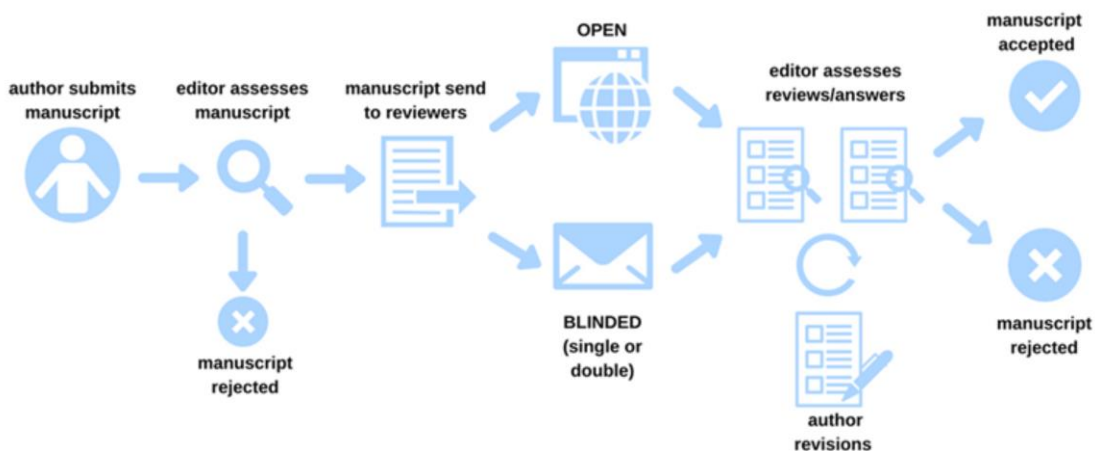 author submits
manuscript
editor assesses
manuscript
manuscript
rejected
manuscript send
to reviewers
OPEN
BLINDED
(single or
double)
editor assesses
reviews/answers
author
revisions
manuscript
accepted
manuscript
rejected